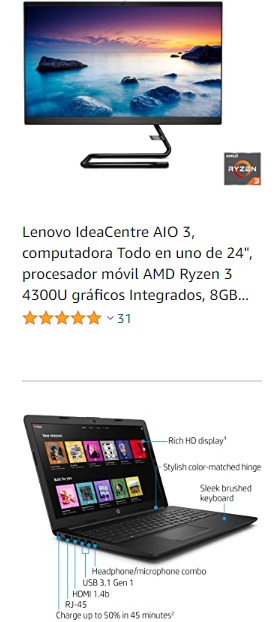 AMD
RYZEN
3
Lenovo IdeaCentre AIO 3,
computadora Todo en uno de 24",
procesador móvil AMD Ryzen 3
4300U gráficos Integrados, 8GB...
31
Rich HD display¹
Stylish color-matched hinge
Sleek brushed
keyboard
Headphone/microphone combo
USB 3.1 Gen 1
HDMI 1.4b
RJ-45
Charge up to 50% in 45 minutes²